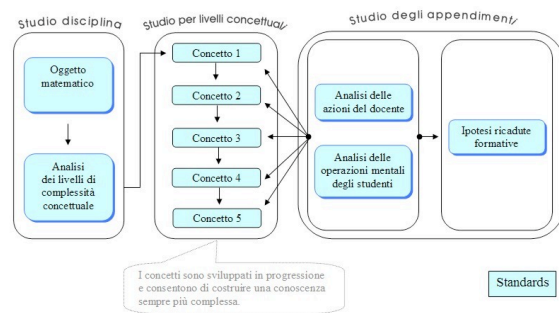 Studio disciplina
Oggetto
matematico
Analisi
dei livelli di
complessità
concettuale
Studio per livelli concettual
Concetto 1
Concetto 2
Concetto 3
Concetto 4
Concetto 5
I concetti sono sviluppati in progressione
e consentono di costruire una conoscenza
sempre più complessa.
Studio degli appendiment
Analisi delle
azioni del docente
Analisi delle
operazioni mentali
degli studenti
Ipotesi ricadute
formative
Standards